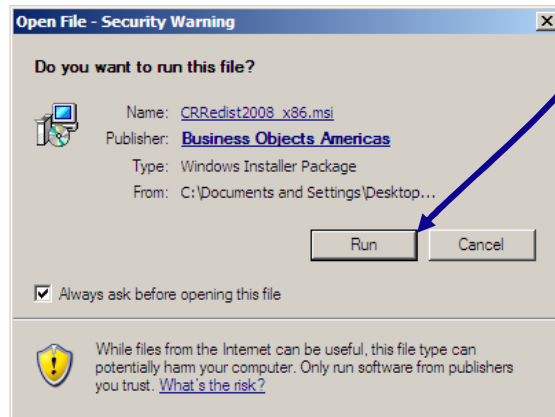 Open File - Security Warning
Do you want to run this file?
Name: CRRedist2008_x86.msi
Publisher: Business Objects Americas
Type: Windows Installer Package
From: C:\Documents and Settings\Desktop...
Run Cancel
Always ask before opening this file
While files from the Internet can be useful, this file type can
potentially harm your computer. Only run software from publishers
you trust. What's the risk?